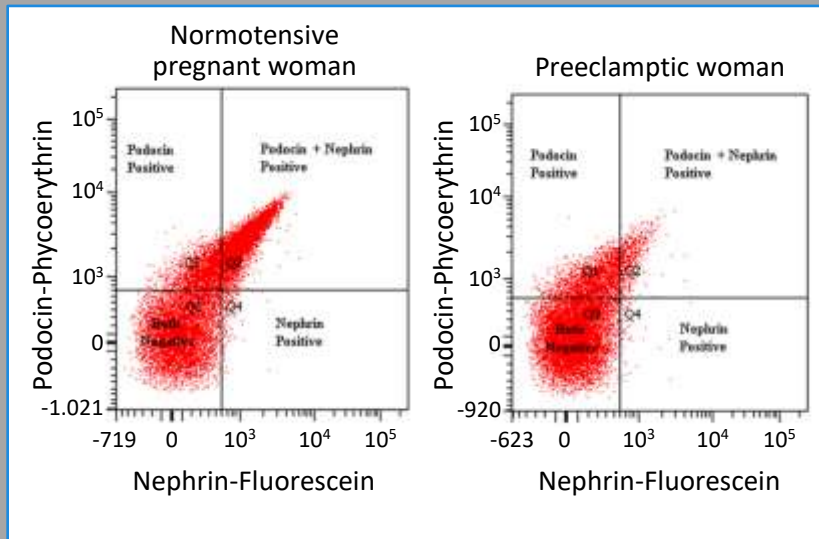 Normotensive
pregnant woman
Podocin-Phycoerythrin
10⁵
10⁴
10³
0
-1.021
Podocin
Positive
Podocin + Nephrin
Positive
Q2
Q4
Negative
Nephrin
Positive
-719
0
10³
10⁴
10⁵
Nephrin-Fluorescein
Preeclamptic woman
Podocin-Phycoerythrin
10⁵
10⁴
10³
0
-920
Podocin
Positive
Podocin + Nephrin
Positive
Q1
Q2
Q3
Q4
Both
Negative
Nephrin
Positive
-623
0
10³
10⁴
10⁵
Nephrin-Fluorescein